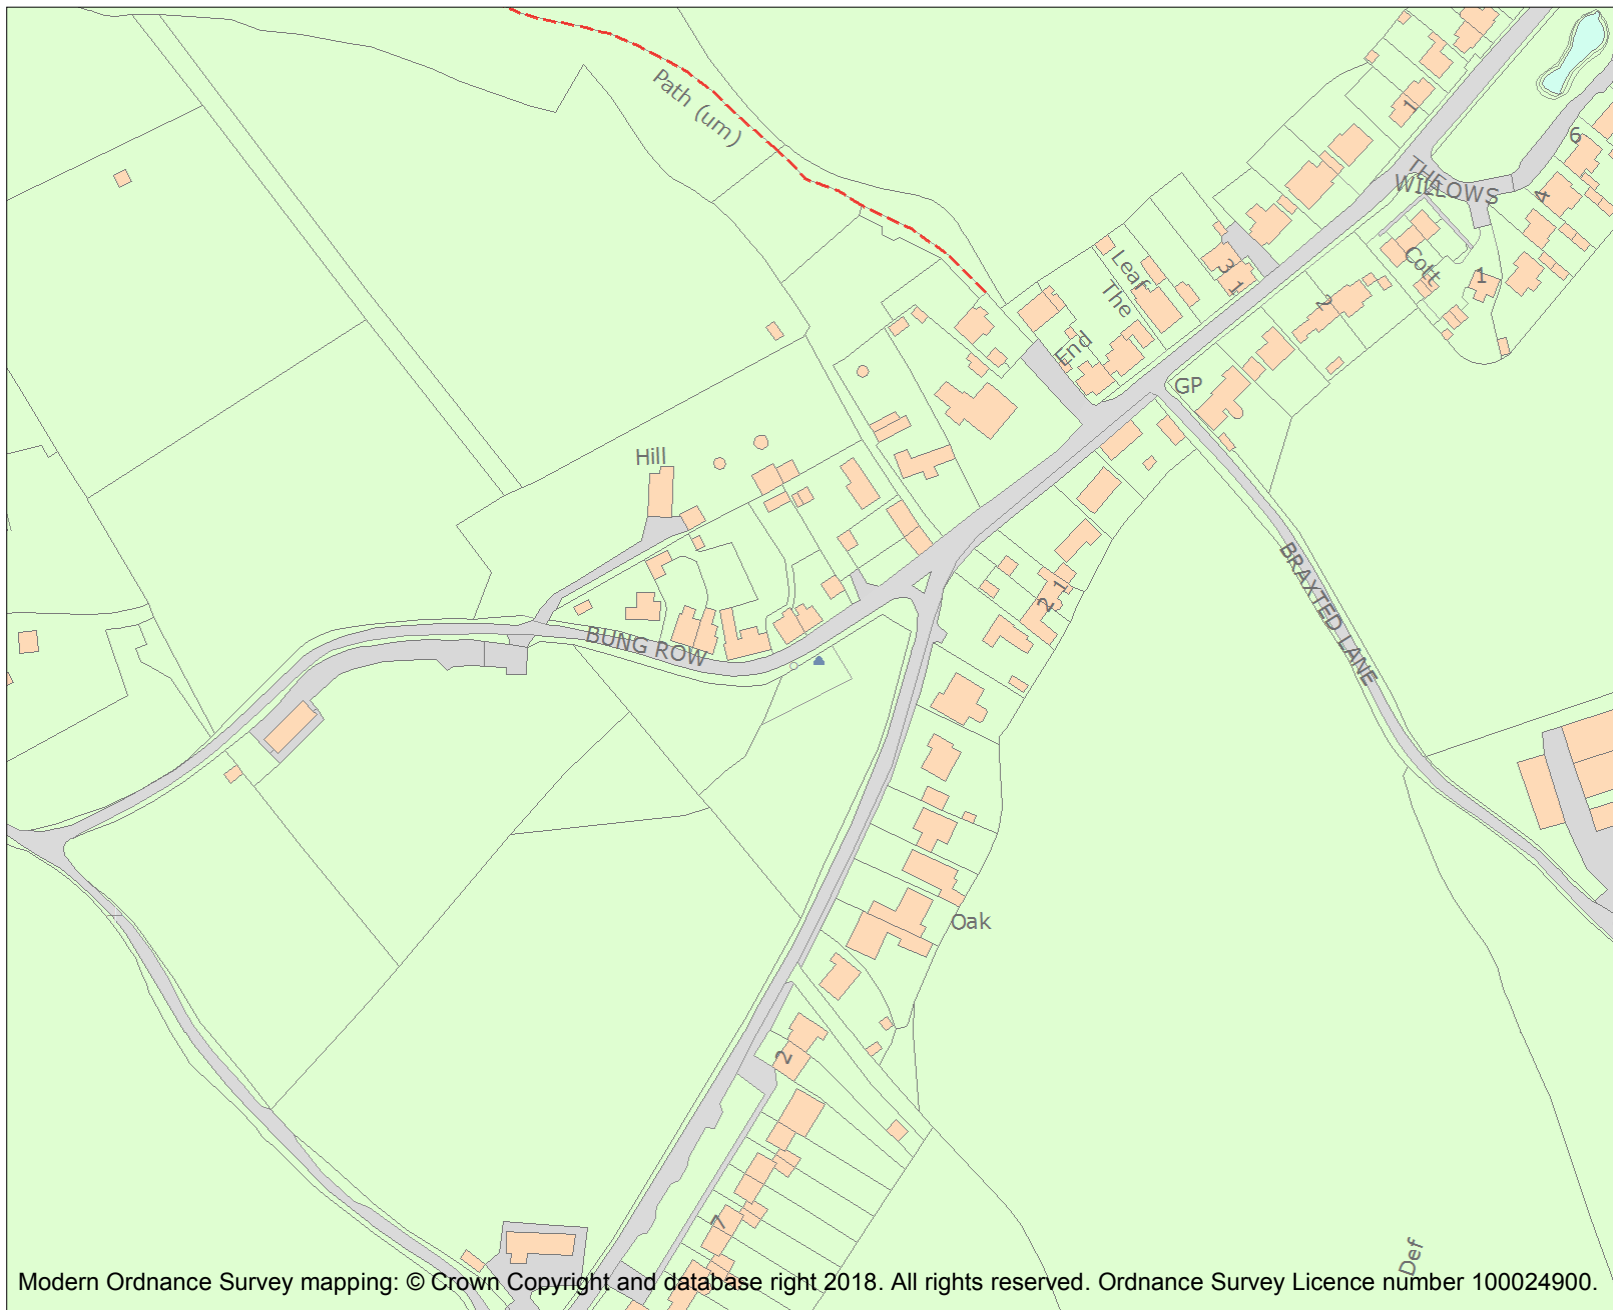 Path (um)
THE
WILLOWS
6
4
1
1
Cott
3
1
2
Leaf
The
End
GP
Hill
BUNG ROW
BRAXTED LANE
1
2
Oak
2
7
Def
Modern Ordnance Survey mapping: © Crown Copyright and database right 2018. All rights reserved. Ordnance Survey Licence number 100024900.